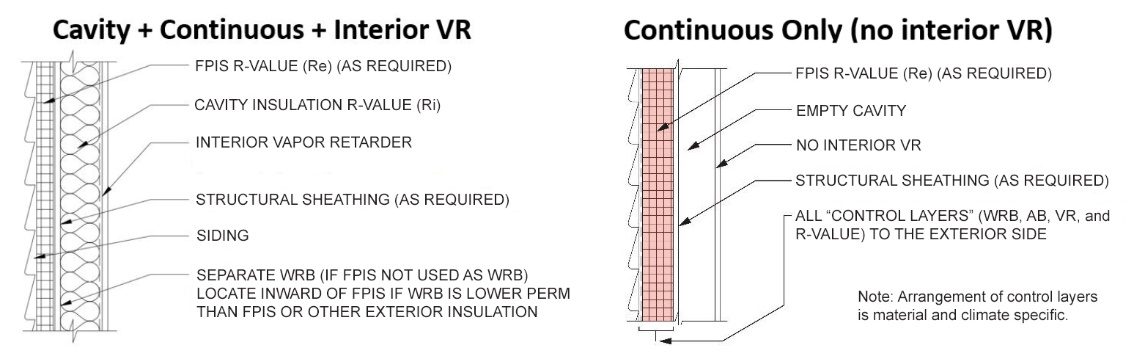 Cavity + Continuous + Interior VR
FPIS R-VALUE (Re) (AS REQUIRED)
CAVITY INSULATION R-VALUE (Ri)
INTERIOR VAPOR RETARDER
STRUCTURAL SHEATHING (AS REQUIRED)
SIDING
SEPARATE WRB (IF FPIS NOT USED AS WRB)
LOCATE INWARD OF FPIS IF WRB IS LOWER PERM
THAN FPIS OR OTHER EXTERIOR INSULATION
Continuous Only (no interior VR)
FPIS R-VALUE (Re) (AS REQUIRED)
EMPTY CAVITY
NO INTERIOR VR
STRUCTURAL SHEATHING (AS REQUIRED)
ALL “CONTROL LAYERS” (WRB, AB, VR, and
R-VALUE) TO THE EXTERIOR SIDE
Note: Arrangement of control layers
is material and climate specific.